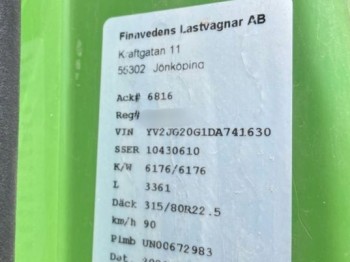 Finavedens Lastvagnar AB
Kraftgatan 11
55302 Jönköping
Ack# 6816
Reg#
VIN YV2JG20G1DA741630
SSER 10430610
K/W 6176/6176
L 3361
Däck 315/80R22.5
km/h 90
Pimb UN00672983
Dat